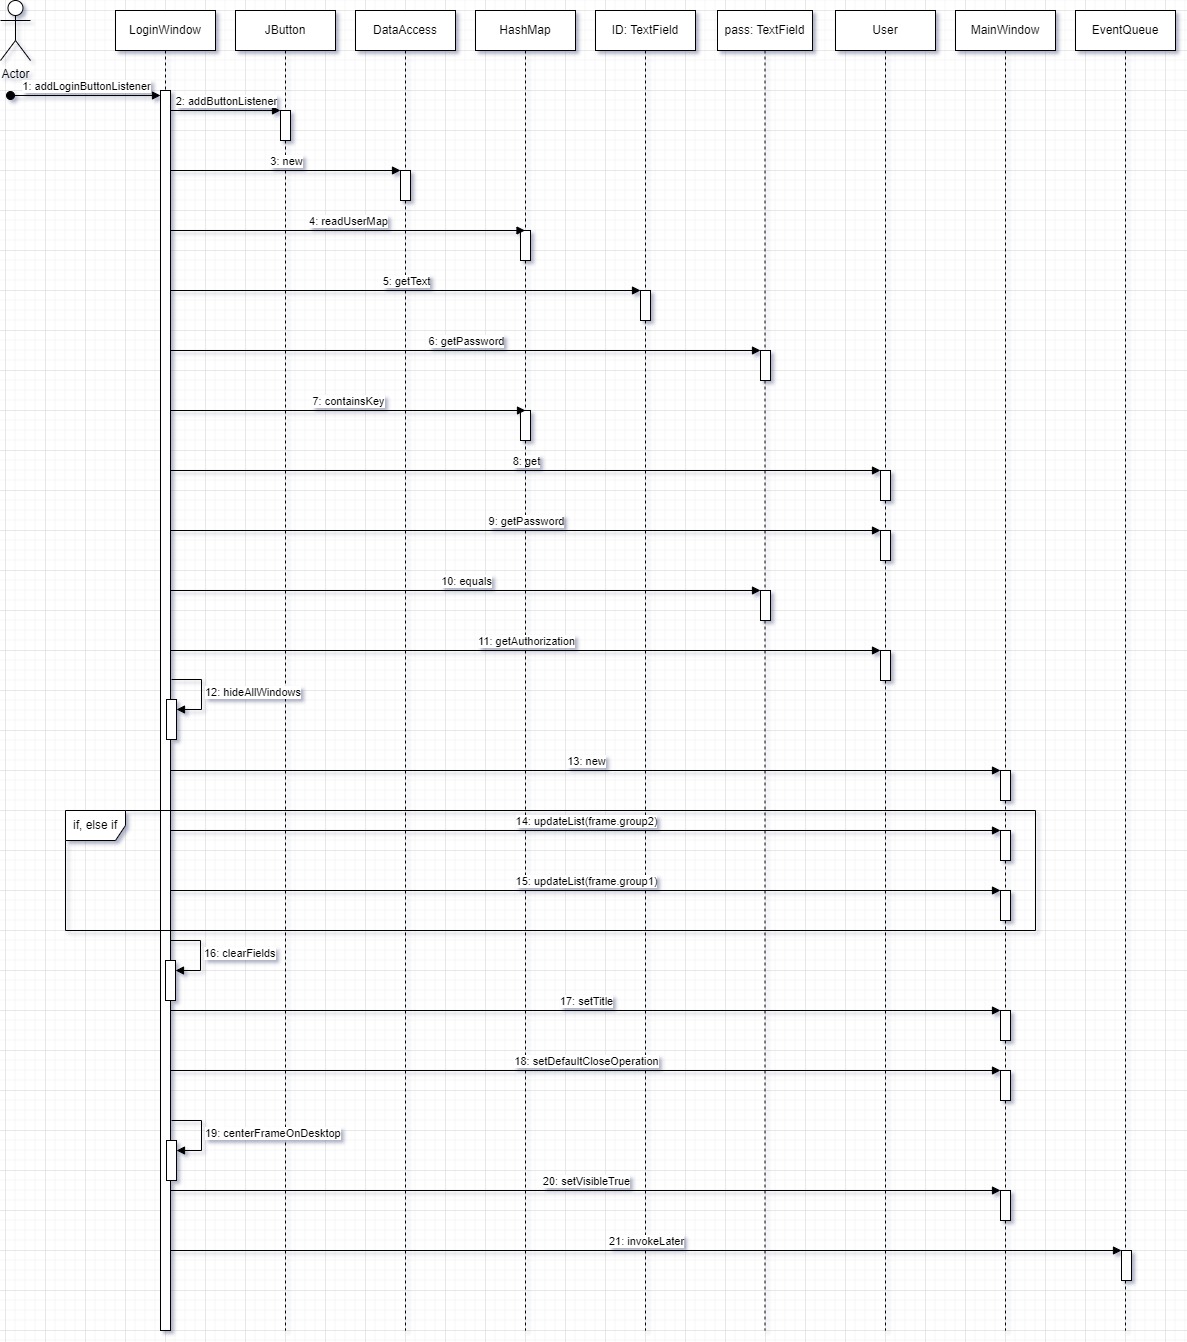 LoginWindow
JButton
DataAccess
HashMap
ID: TextField
pass: TextField
User
MainWindow
EventQueue
Actor
1: addLoginButtonListener
2: addButtonListener
3: new
4: readUserMap
5: getText
6: getPassword
7: containsKey
8: get
9: getPassword
10: equals
11: getAuthorization
12: hideAllWindows
13: new
if, else if
14: updateList(frame.group2)
15: updateList(frame.group1)
16: clearFields
17: setTitle
18: setDefaultCloseOperation
19: centerFrameOnDesktop
20: setVisibleTrue
21: invokeLater